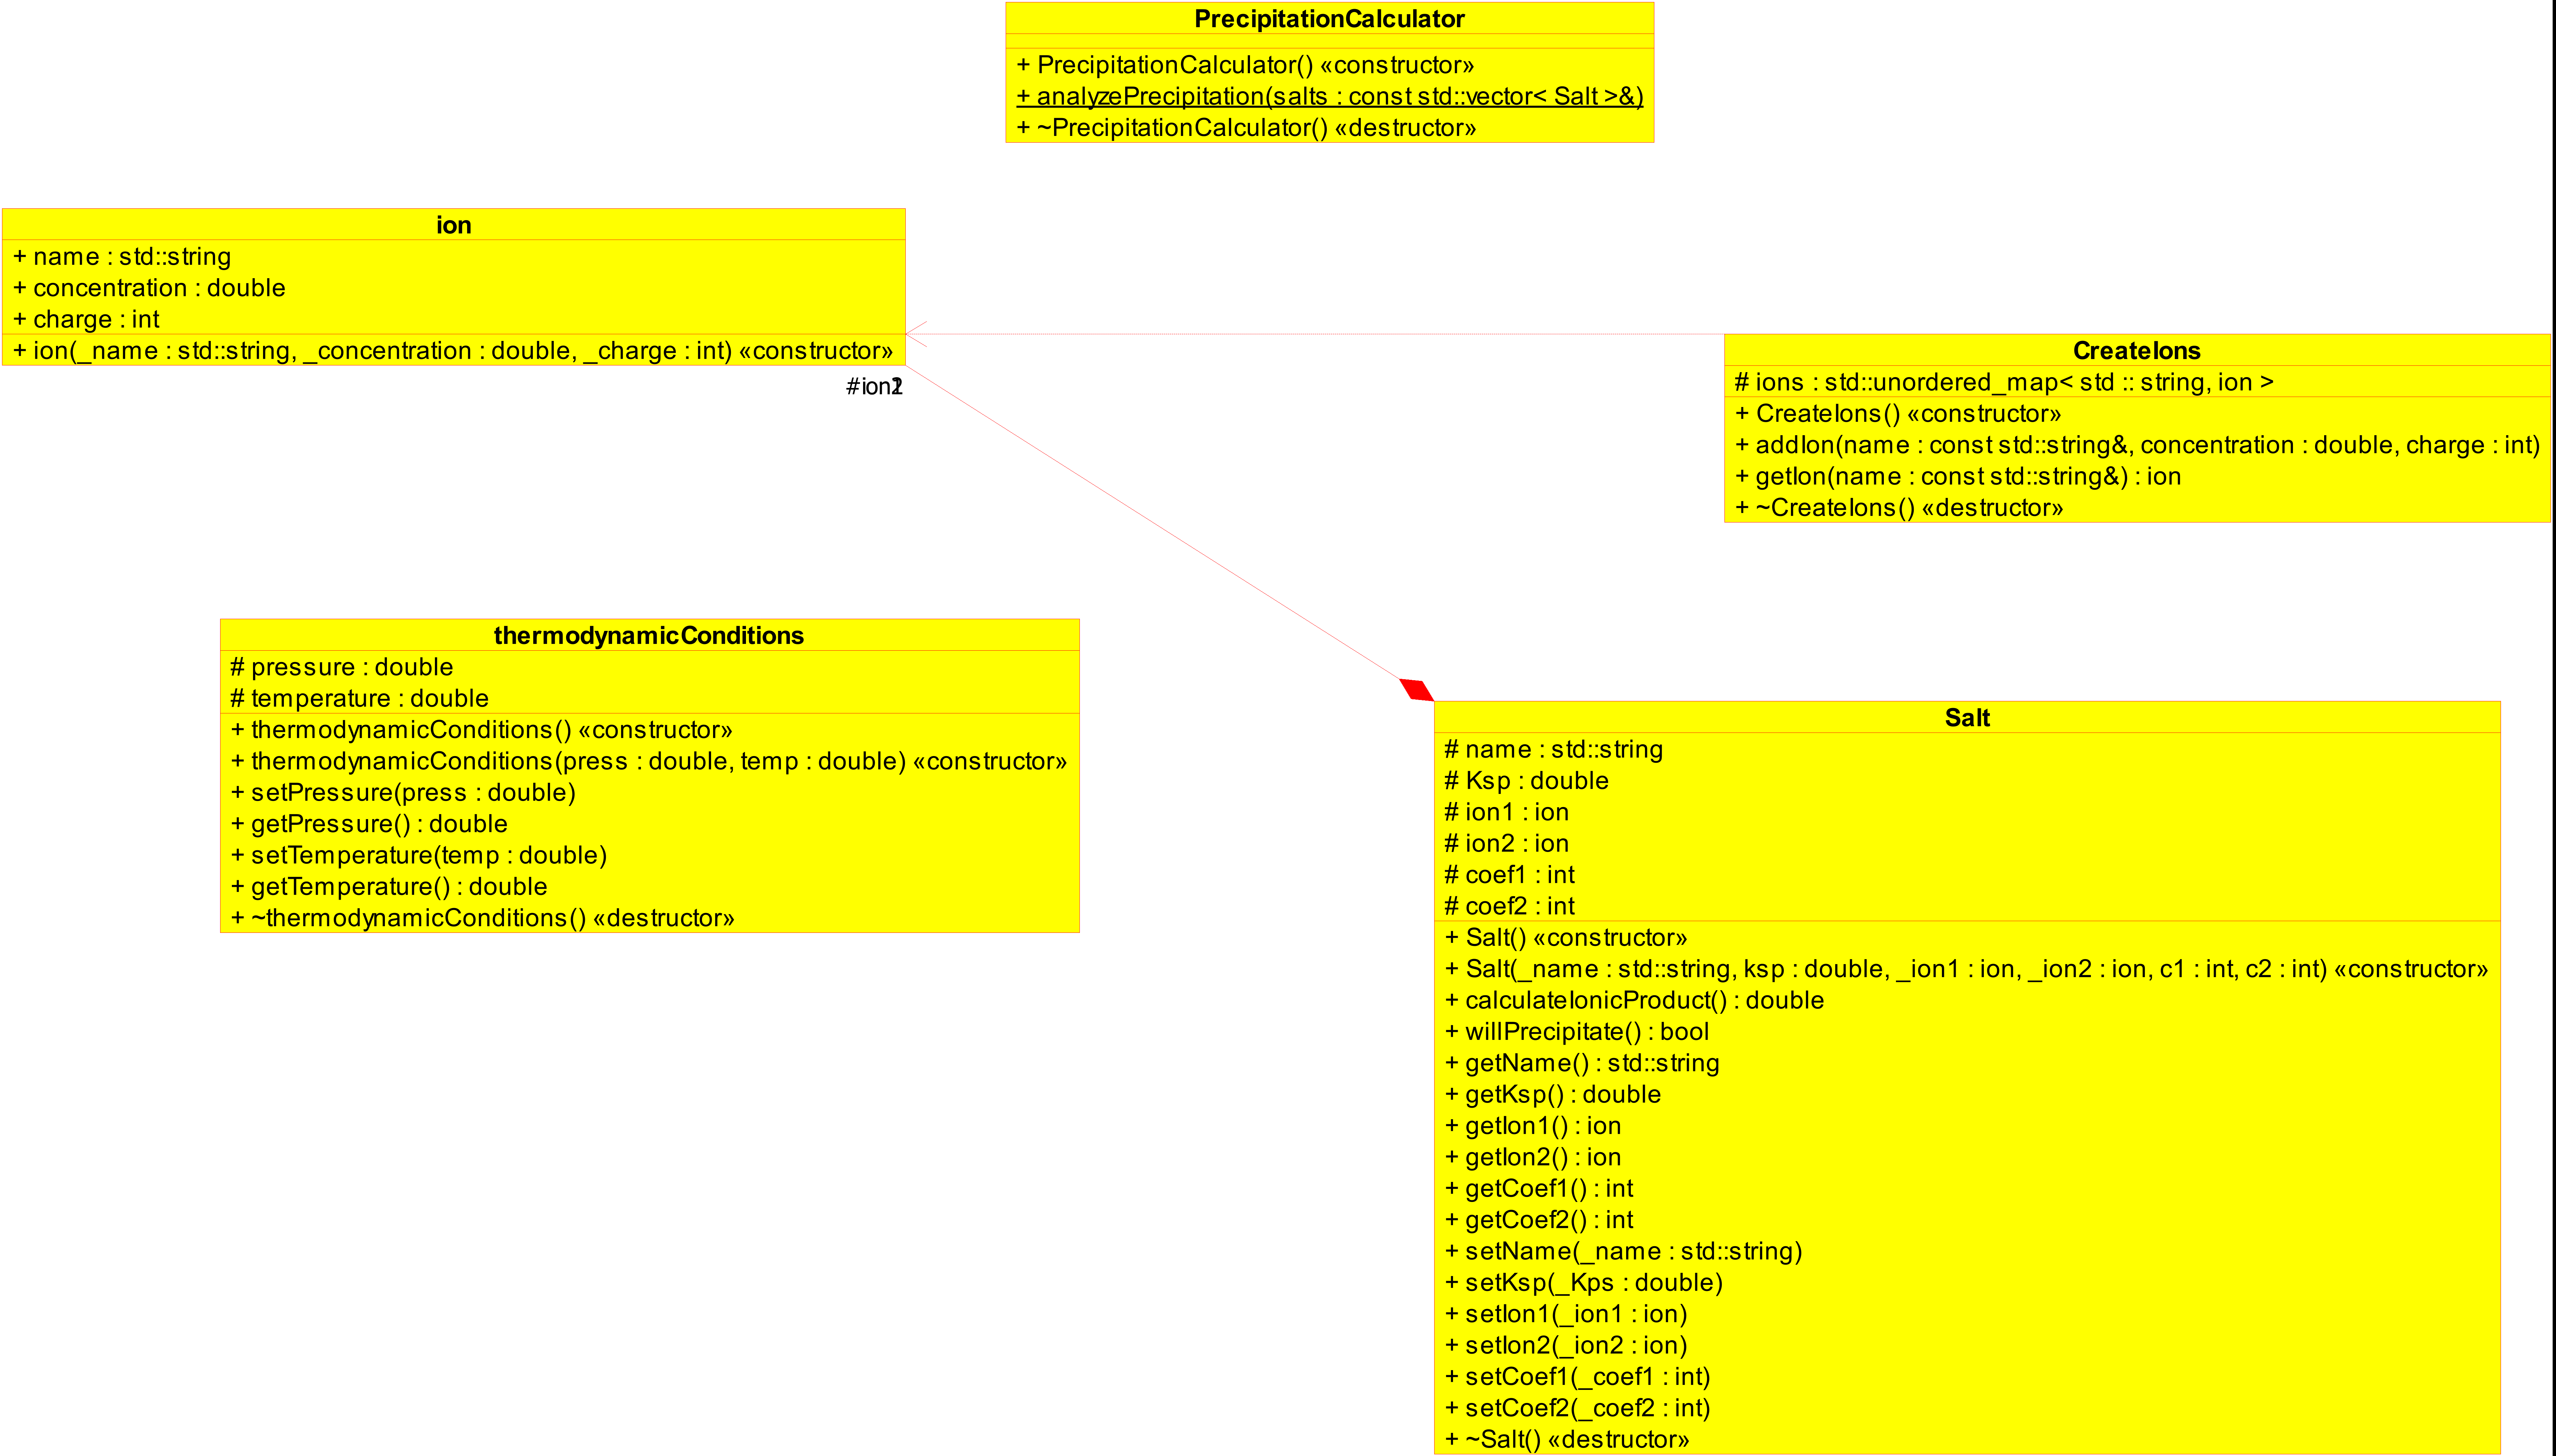 PrecipitationCalculator
+ PrecipitationCalculator() «constructor»
+ analyzePrecipitation(salts : const std::vector< Salt >&)
+ ~PrecipitationCalculator() «destructor»
ion
+ name : std::string
+ concentration : double
+ charge : int
+ ion(_name : std::string, _concentration : double, _charge : int) «constructor»
CreateIons
# ions : std::unordered_map< std :: string, ion >
+ CreateIons() «constructor»
+ addIon(name : const std::string&, concentration : double, charge : int)
+ getIon(name : const std::string&) : ion
+ ~CreateIons() «destructor»
thermodynamicConditions
# pressure : double
# temperature : double
+ thermodynamicConditions() «constructor»
+ thermodynamicConditions(press : double, temp : double) «constructor»
+ setPressure(press : double)
+ getPressure() : double
+ setTemperature(temp : double)
+ getTemperature() : double
+ ~thermodynamicConditions() «destructor»
Salt
# name : std::string
# Ksp : double
# ion1 : ion
# ion2 : ion
# coef1 : int
# coef2 : int
+ Salt() «constructor»
+ Salt(_name : std::string, ksp : double, _ion1 : ion, _ion2 : ion, c1 : int, c2 : int) «constructor»
+ calculateIonicProduct() : double
+ willPrecipitate() : bool
+ getName() : std::string
+ getKsp() : double
+ getIon1() : ion
+ getIon2() : ion
+ getCoef1() : int
+ getCoef2() : int
+ setName(_name : std::string)
+ setKsp(_Kps : double)
+ setIon1(_ion1 : ion)
+ setIon2(_ion2 : ion)
+ setCoef1(_coef1 : int)
+ setCoef2(_coef2 : int)
+ ~Salt() «destructor»